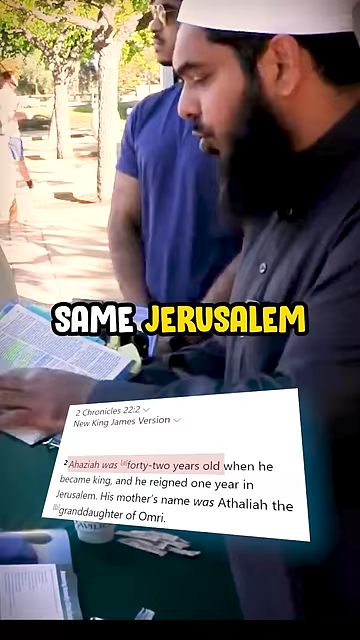 SAME JERUSALEM
2 Chronicles 22:2
New King James Version
2 Ahaziah was [a]forty-two years old when he
became king, and he reigned one year in
Jerusalem. His mother's name was Athaliah the
[b]granddaughter of Omri.